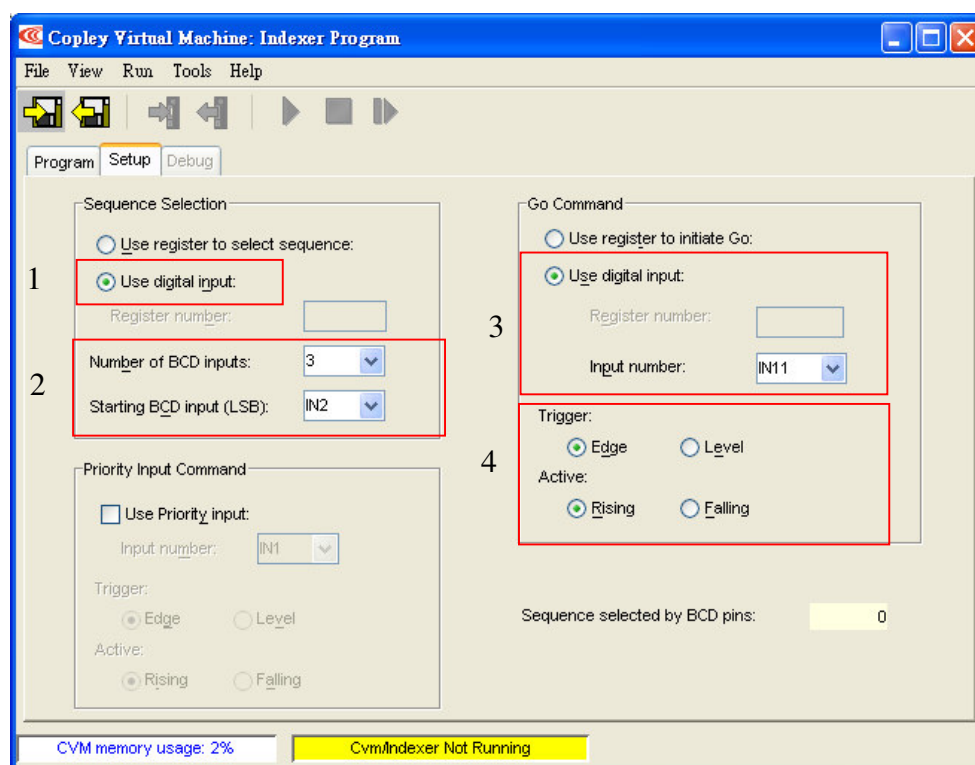 Copley Virtual Machine: Indexer Program
File View Run Tools Help
Program Setup Debug
Sequence Selection
Use register to select sequence:
1
Use digital input:
Register number:
2
Number of BCD inputs: 3
Starting BCD input (LSB): IN2
Priority Input Command
Use Priority input:
Input number: IN1
Trigger:
Edge Level
Active:
Rising Falling
Go Command
Use register to initiate Go:
3
Use digital input:
Register number:
Input number: IN11
4
Trigger:
Edge Level
Active:
Rising Falling
Sequence selected by BCD pins: 0
CVM memory usage: 2%
Cvm/Indexer Not Running